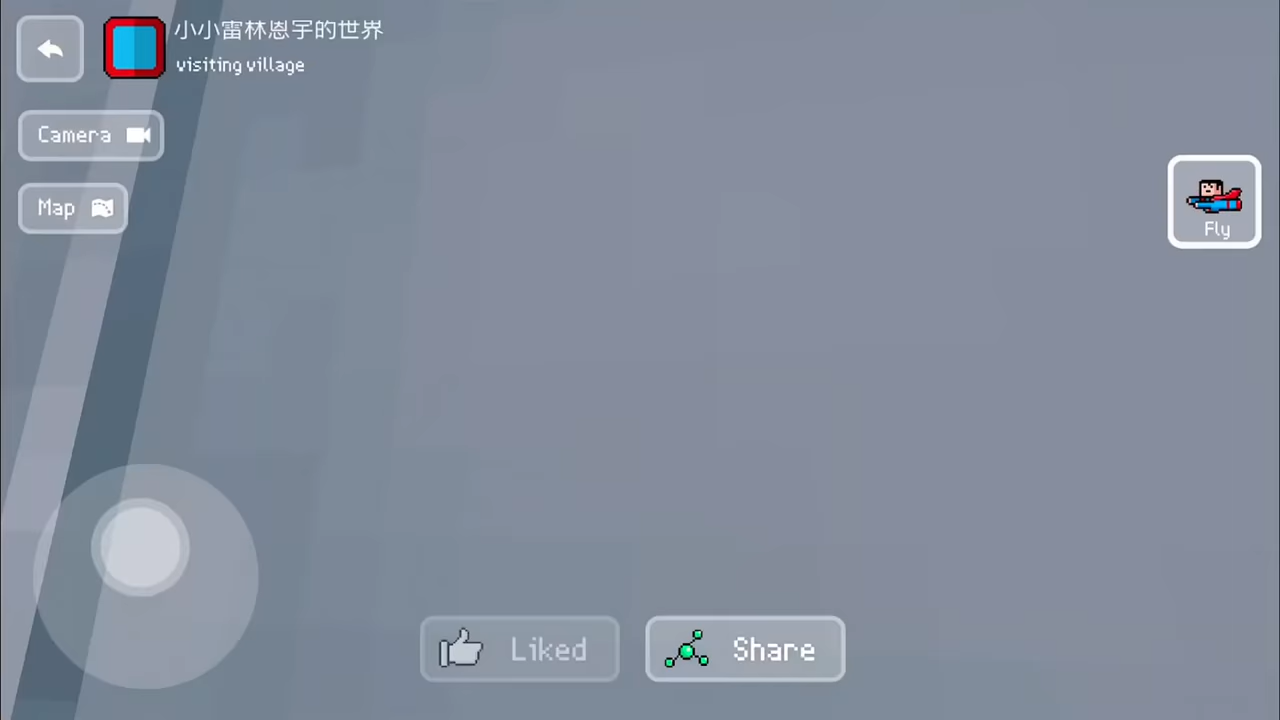 小小雷林恩宇的世界
visiting village
Camera
Map
Fly
Liked
Share